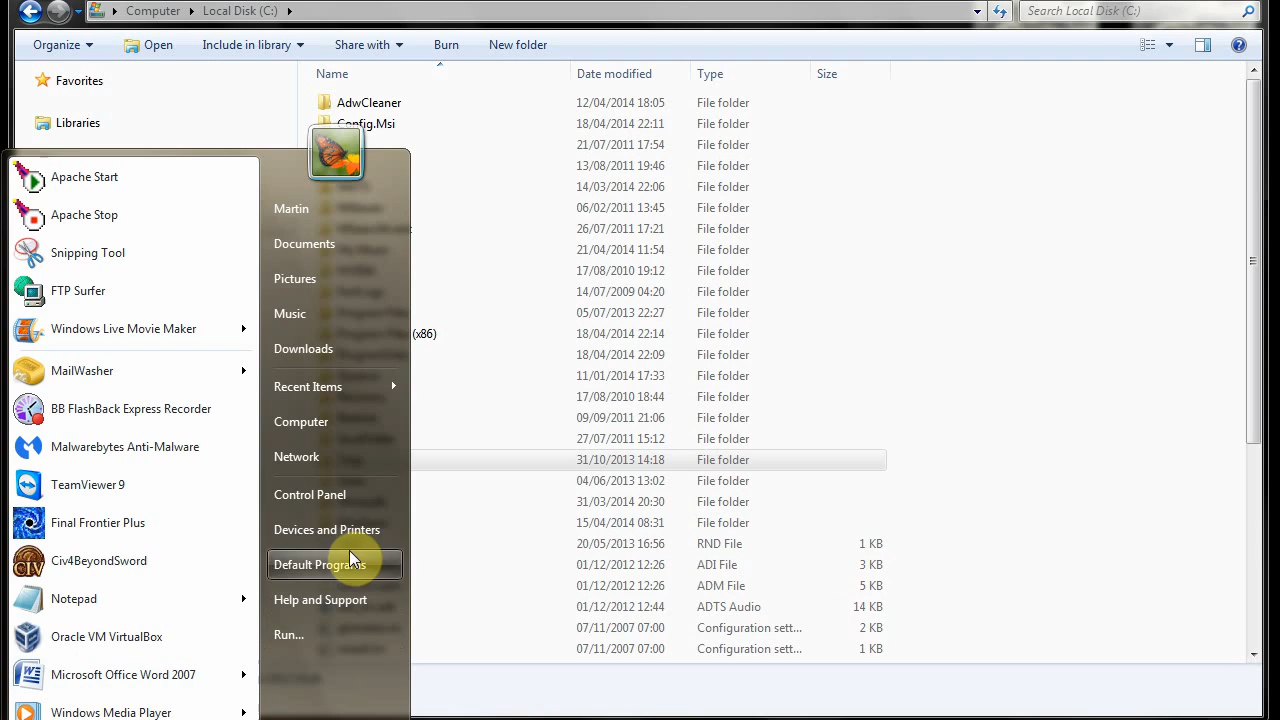 Computer Local Disk (C:) Search Local Disk (C:)
Organize Open Include in library Share with Burn New folder
Name Date modified Type Size
Favorites
Libraries
AdwCleaner 12/04/2014 18:05 File folder
Config.Msi 18/04/2014 22:11 File folder
21/07/2011 17:54 File folder
13/08/2011 19:46 File folder
14/03/2014 22:06 File folder
06/02/2011 13:45 File folder
26/07/2011 17:21 File folder
21/04/2014 11:54 File folder
17/08/2010 19:12 File folder
14/07/2009 04:20 File folder
05/07/2013 22:27 File folder
(x86) 18/04/2014 22:14 File folder
18/04/2014 22:09 File folder
11/01/2014 17:33 File folder
17/08/2010 18:44 File folder
09/09/2011 21:06 File folder
27/07/2011 15:12 File folder
31/10/2013 14:18 File folder
04/06/2013 13:02 File folder
31/03/2014 20:30 File folder
15/04/2014 08:31 File folder
20/05/2013 16:56 RND File 1 KB
01/12/2012 12:26 ADI File 3 KB
01/12/2012 12:26 ADM File 5 KB
01/12/2012 12:44 ADTS Audio 14 KB
07/11/2007 07:00 Configuration sett... 2 KB
07/11/2007 07:00 Configuration sett... 1 KB
Apache Start
Apache Stop
Snipping Tool
FTP Surfer
Windows Live Movie Maker
MailWasher
BB FlashBack Express Recorder
Malwarebytes Anti-Malware
TeamViewer 9
Final Frontier Plus
Civ4BeyondSword
Notepad
Oracle VM VirtualBox
Microsoft Office Word 2007
Windows Media Player
Martin
Documents
Pictures
Music
Downloads
Recent Items
Computer
Network
Control Panel
Devices and Printers
Default Programs
Help and Support
Run...